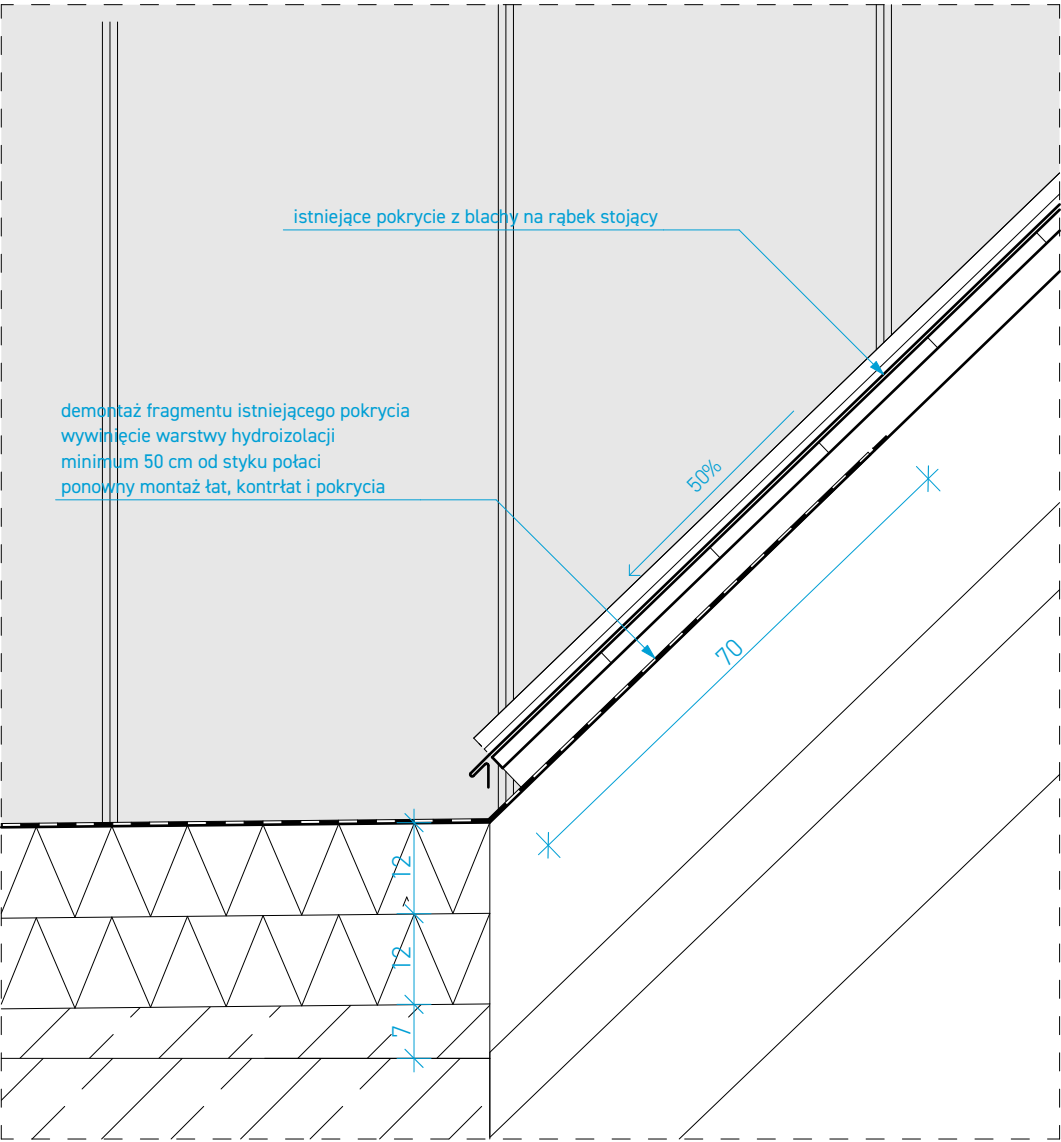 istniejące pokrycie z blachy na rąbek stojący
demontaż fragmentu istniejącego pokrycia
wywinięcie warstwy hydroizolacji
minimum 50 cm od styku połaci
ponowny montaż łat, kontrłat i pokrycia
50%
70
~ 12
12
7